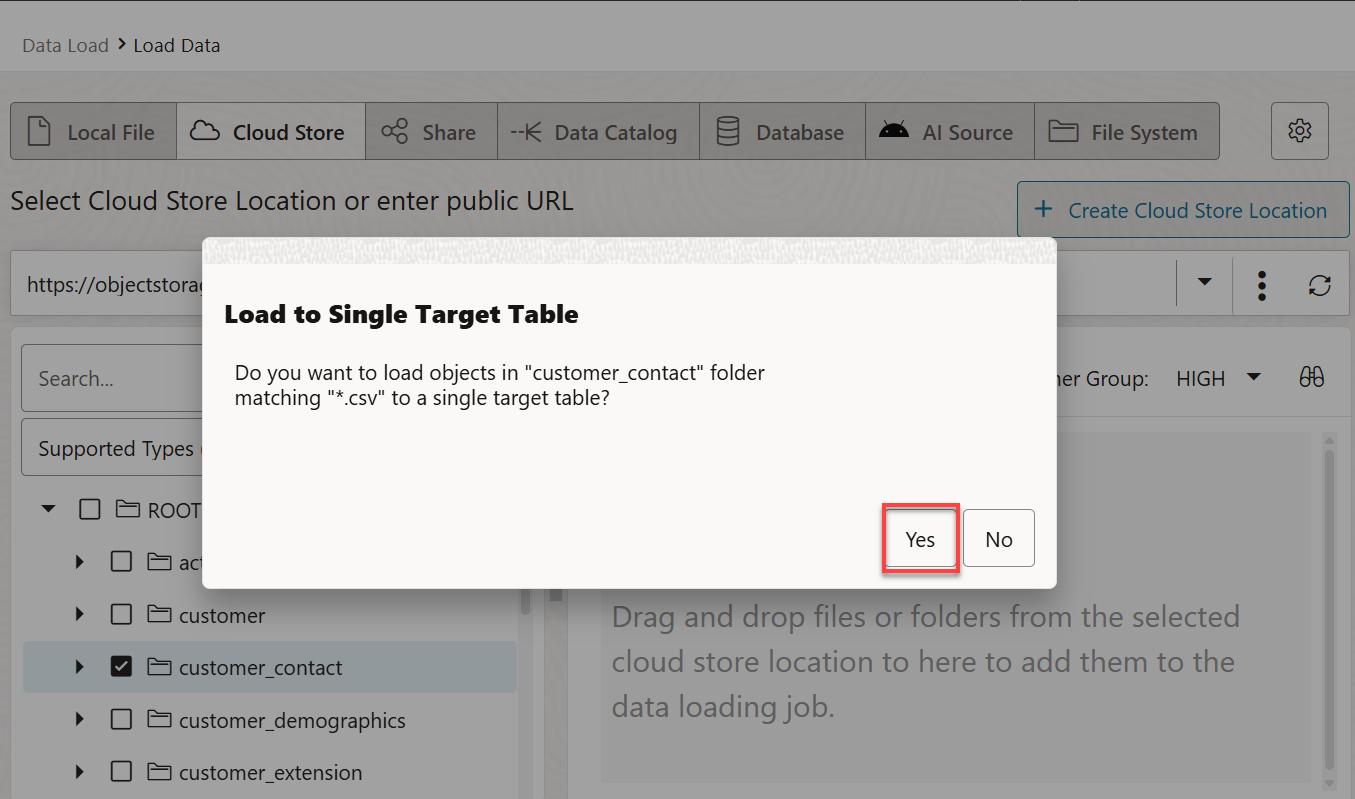 Data Load > Load Data
Local File
Cloud Store
Share
Data Catalog
Database
AI Source
File System
Select Cloud Store Location or enter public URL
+ Create Cloud Store Location
https://objectstorag
Load to Single Target Table
Do you want to load objects in "customer_contact" folder
matching "*.csv" to a single target table?
Yes
No
Search...
Group:
HIGH
Supported Types
ROOT
customer
customer_contact
customer_demographics
customer_extension
Drag and drop files or folders from the selected
cloud store location to here to add them to the
data loading job.